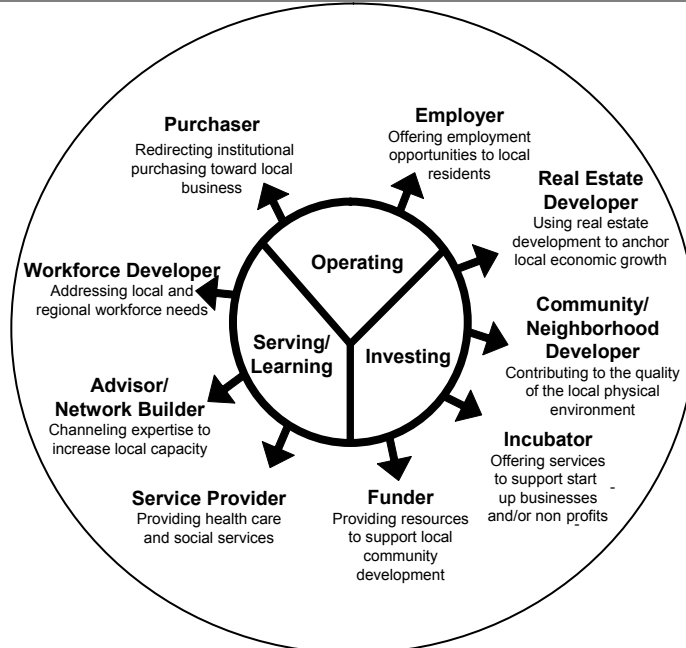 Purchaser
Redirecting institutional
purchasing toward local
business
Employer
Offering employment
opportunities to local
residents
Real Estate
Developer
Using real estate
development to anchor
local economic growth
Operating
Workforce Developer
Addressing local and
regional workforce needs
Serving/
Learning
Investing
Community/
Neighborhood
Developer
Contributing to the quality
of the local physical
environment
Advisor/
Network Builder
Channeling expertise to
increase local capacity
Incubator
Offering services
to support start
up businesses
and/or non profits
Service Provider
Providing health care
and social services
Funder
Providing resources
to support local
community
development